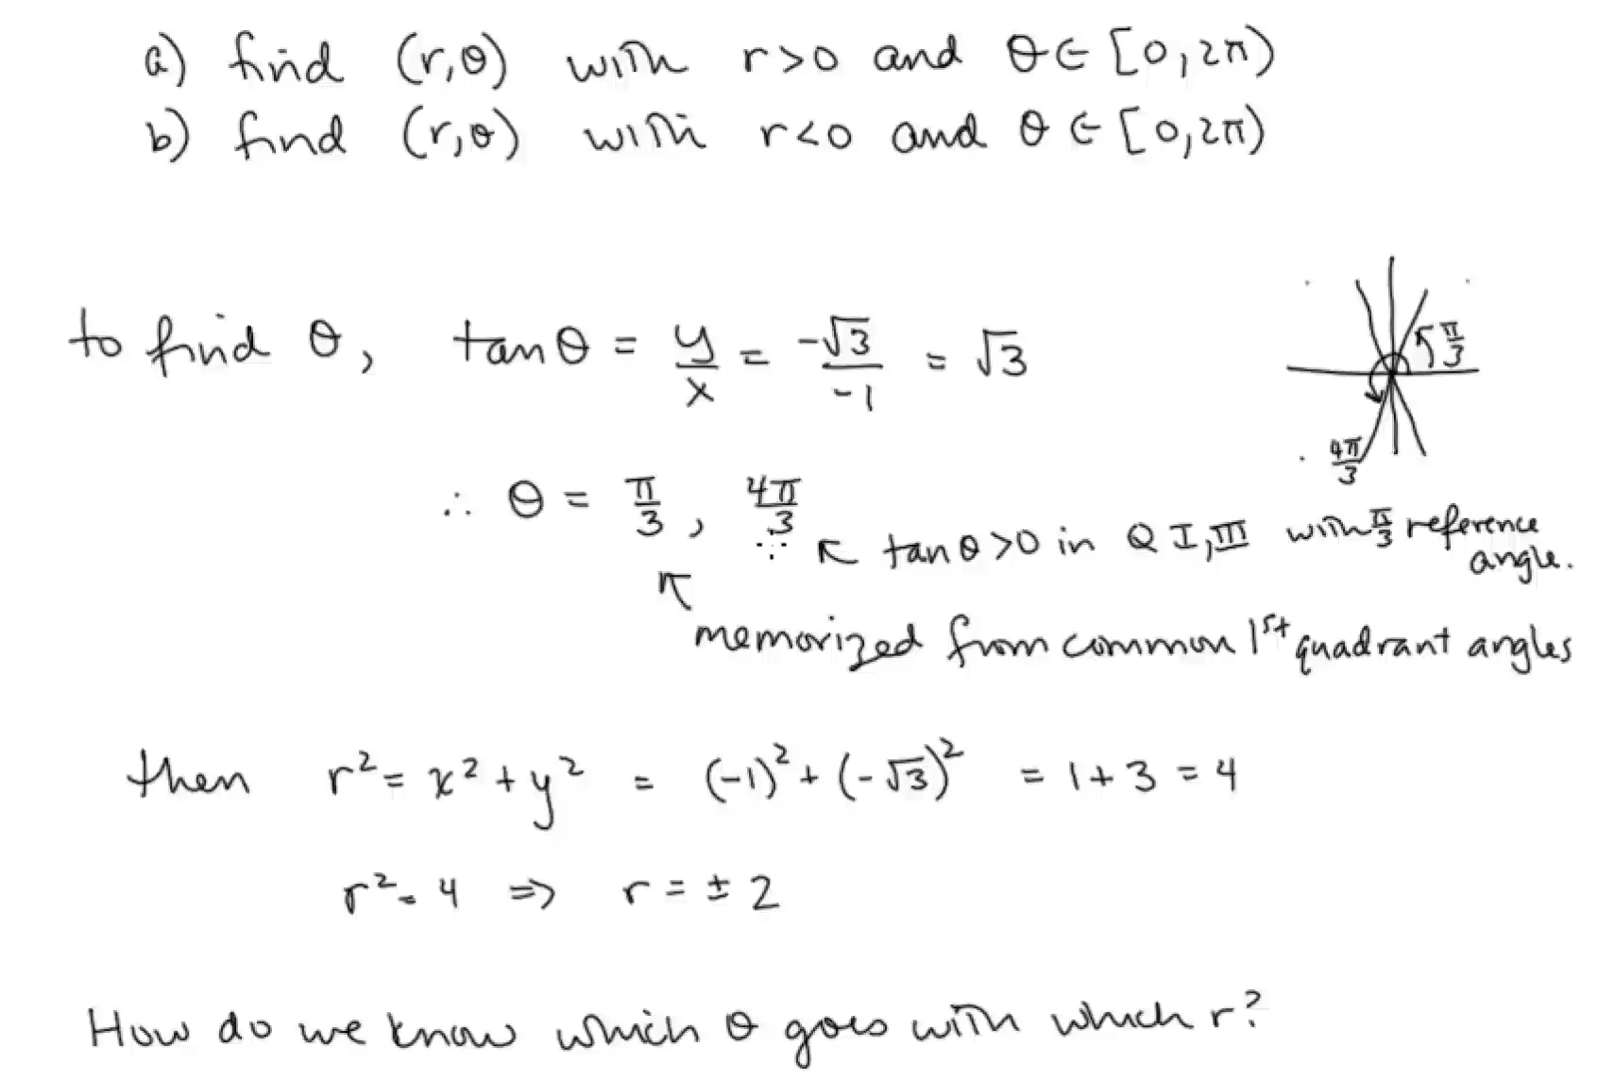 a) find (r,θ) with r>0 and θ∈[0,2π)
b) find (r,θ) with r<0 and θ∈[0,2π)
to find θ, tanθ = y/x = -√3/-1 = √3
π/3
4π/3
∴ θ = π/3, 4π/3
↖ tanθ>0 in Q I,III with π/3 reference
angle.
↖
memorized from common 1st quadrant angles
then r² = x² + y² = (-1)² + (-√3)² = 1+3 = 4
r² = 4 ⇒ r = ±2
How do we know which θ goes with which r?